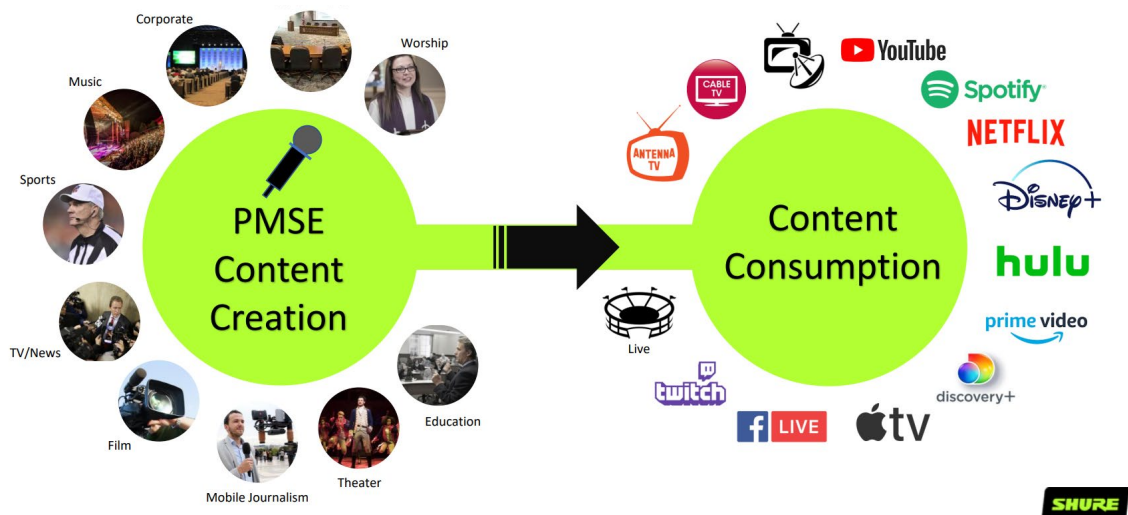 Corporate
Worship
Music
Sports
TV/News
Film
Mobile Journalism
Theater
Education
PMSE
Content
Creation
CABLE
TV
YouTube
ANTENNA
TV
Spotify
NETFLIX
Disney+
hulu
prime video
discovery+
tv
f LIVE
twitch
Live
Content
Consumption
SHURE